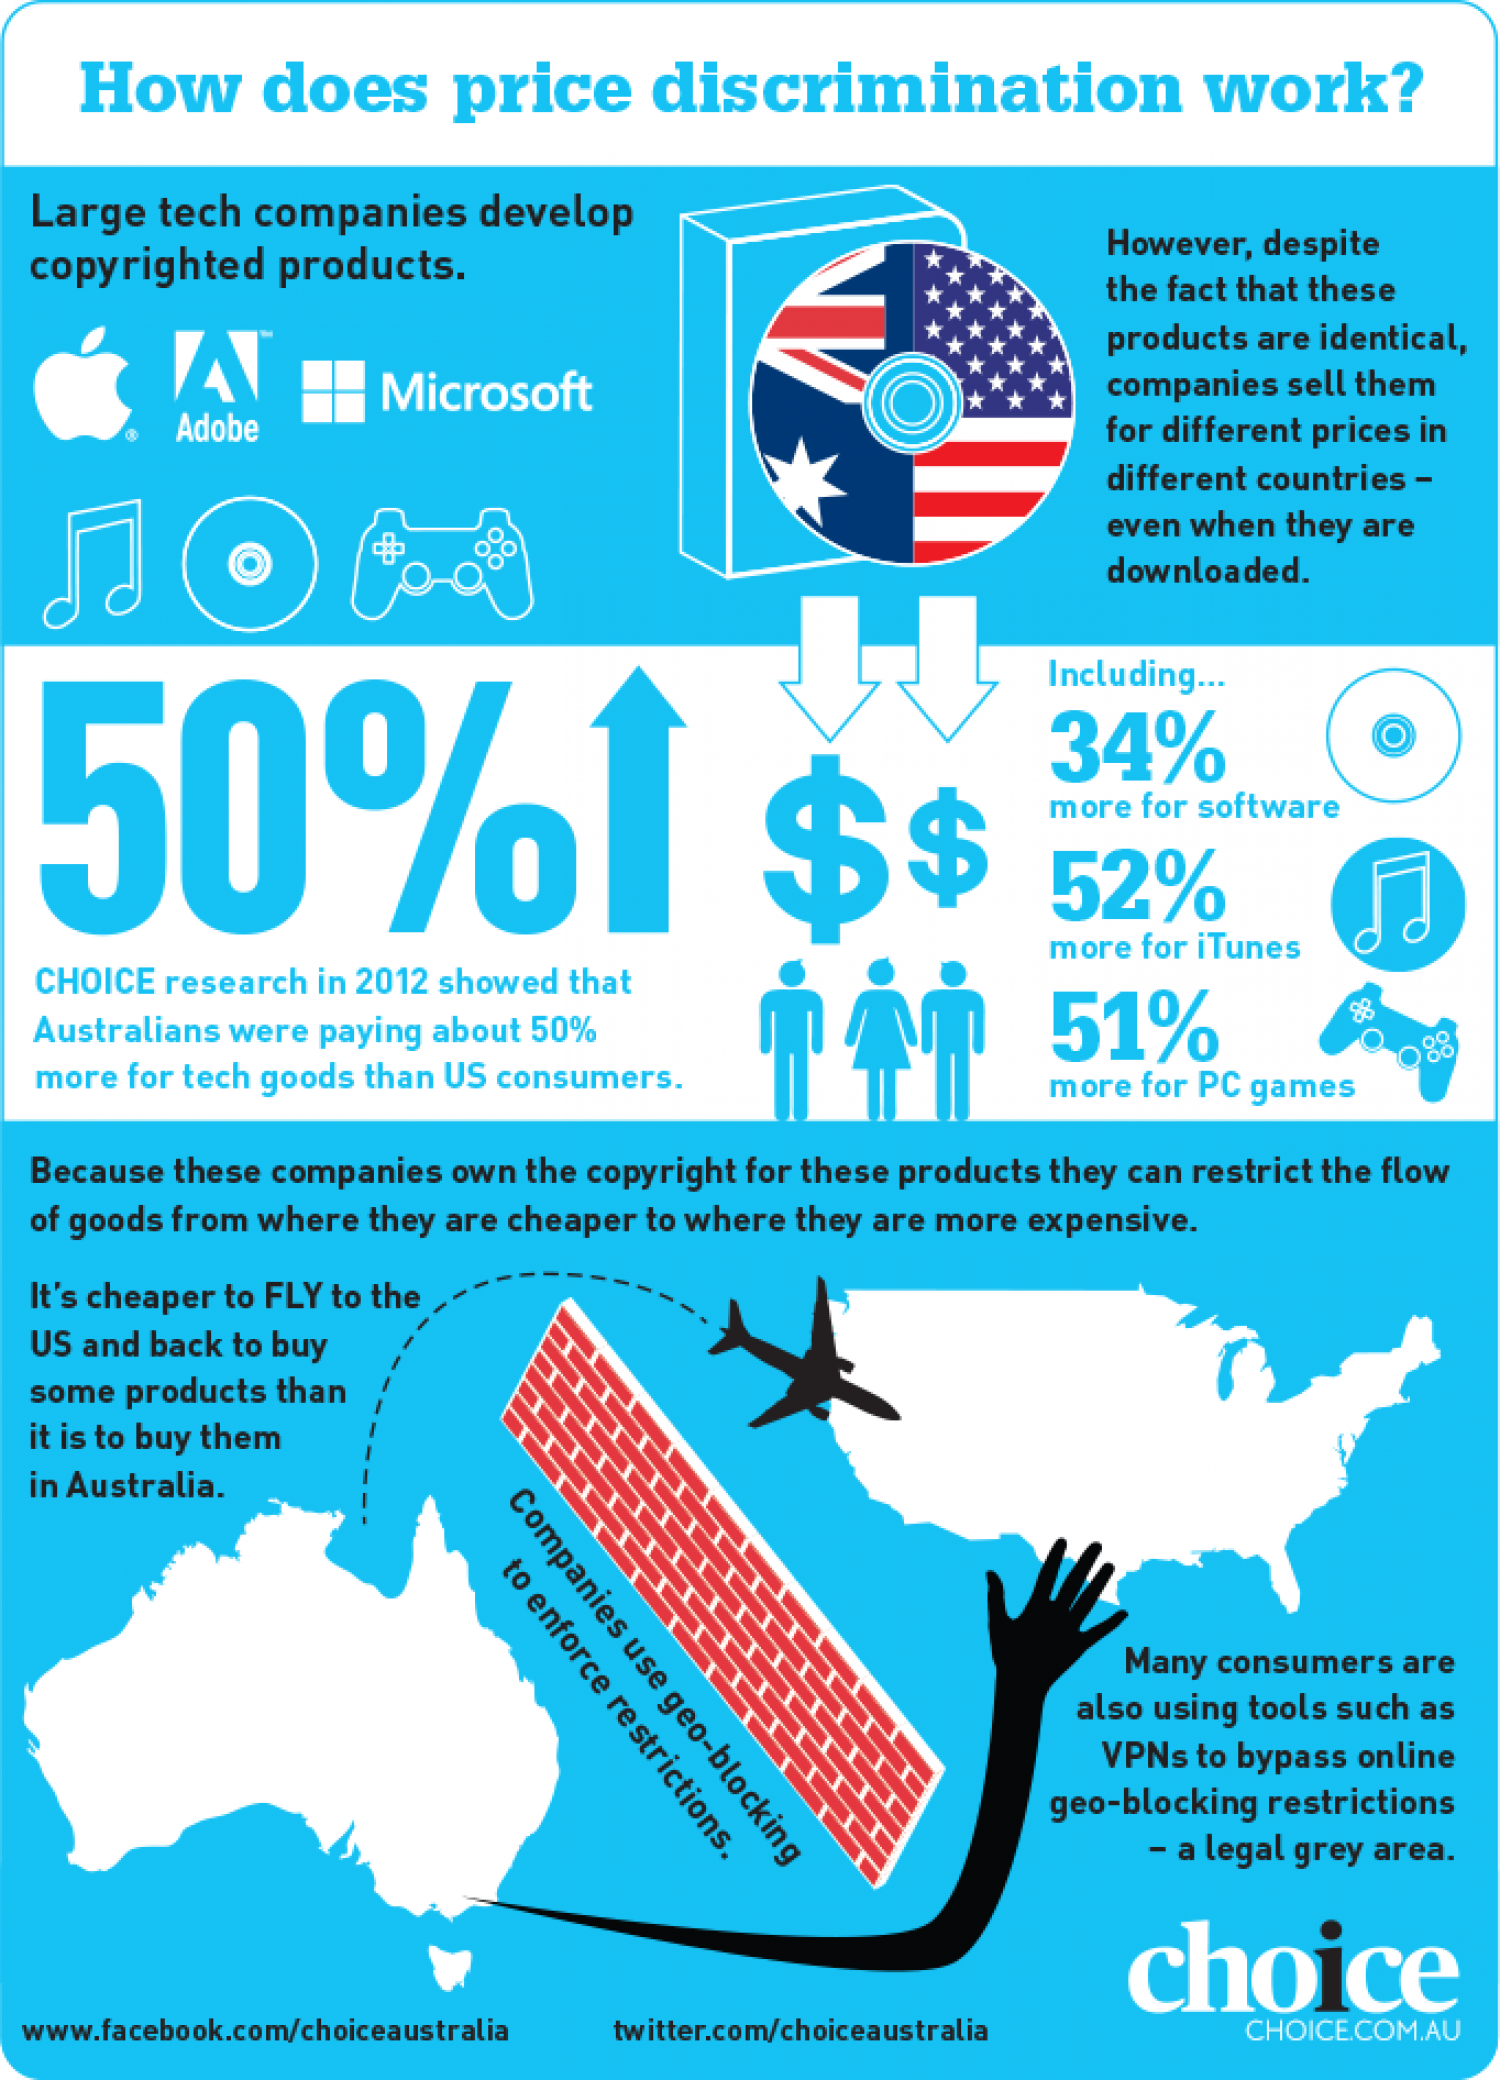 How does price discrimination work?
Large tech companies develop
copyrighted products.
Adobe
™
®
Microsoft
However, despite
the fact that these
products are identical,
companies sell them
for different prices in
different countries –
even when they are
downloaded.
50%
CHOICE research in 2012 showed that
Australians were paying about 50%
more for tech goods than US consumers.
$ $
Including...
34%
more for software
52%
more for iTunes
51%
more for PC games
Because these companies own the copyright for these products they can restrict the flow
of goods from where they are cheaper to where they are more expensive.
It's cheaper to FLY to the
US and back to buy
some products than
it is to buy them
in Australia.
Companies use geo-blocking
to enforce restrictions.
Many consumers are
also using tools such as
VPNs to bypass online
geo-blocking restrictions
– a legal grey area.
choice
CHOICE.COM.AU
www.facebook.com/choiceaustralia
twitter.com/choiceaustralia